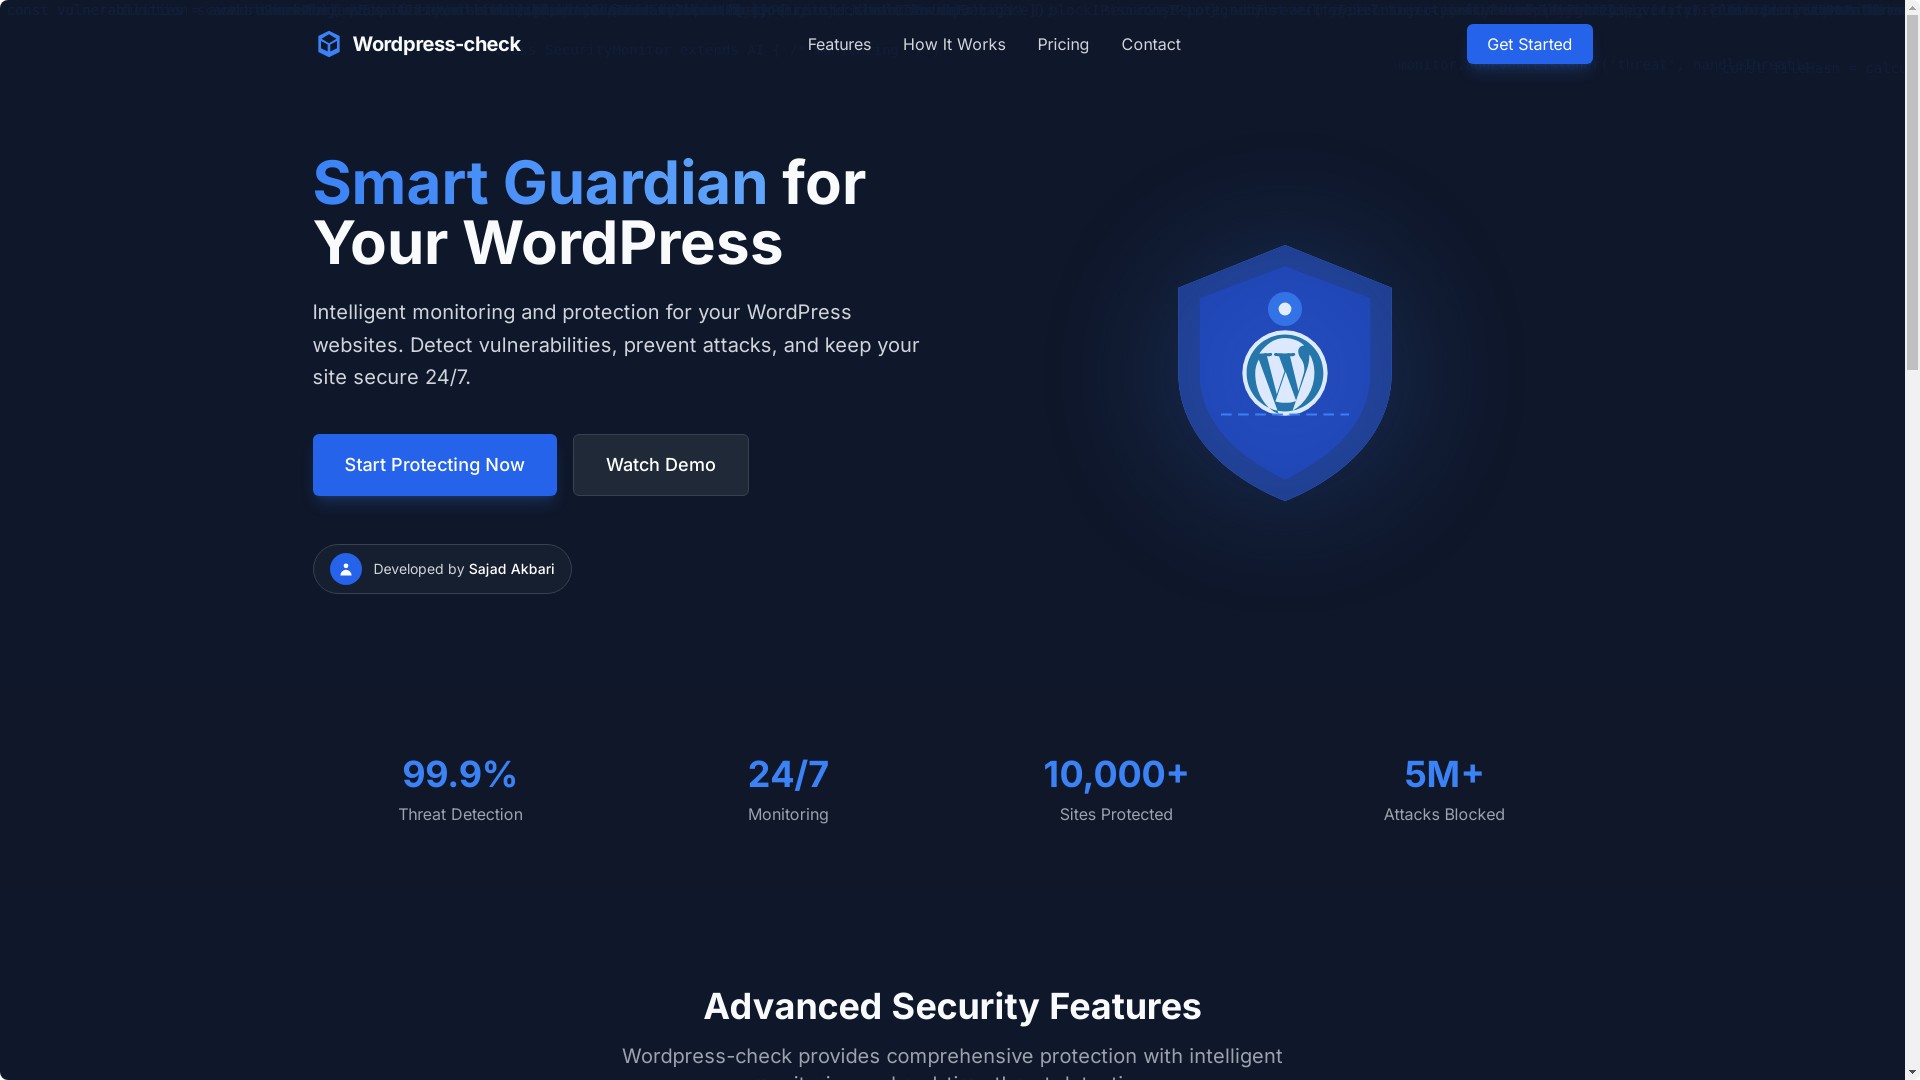 Wordpress-check
Features
How It Works
Pricing
Contact
Get Started
Smart Guardian for
Your WordPress
Intelligent monitoring and protection for your WordPress
websites. Detect vulnerabilities, prevent attacks, and keep your
site secure 24/7.
Start Protecting Now
Watch Demo
Developed by Sajad Akbari
99.9%
Threat Detection
24/7
Monitoring
10,000+
Sites Protected
5M+
Attacks Blocked
Advanced Security Features
Wordpress-check provides comprehensive protection with intelligent